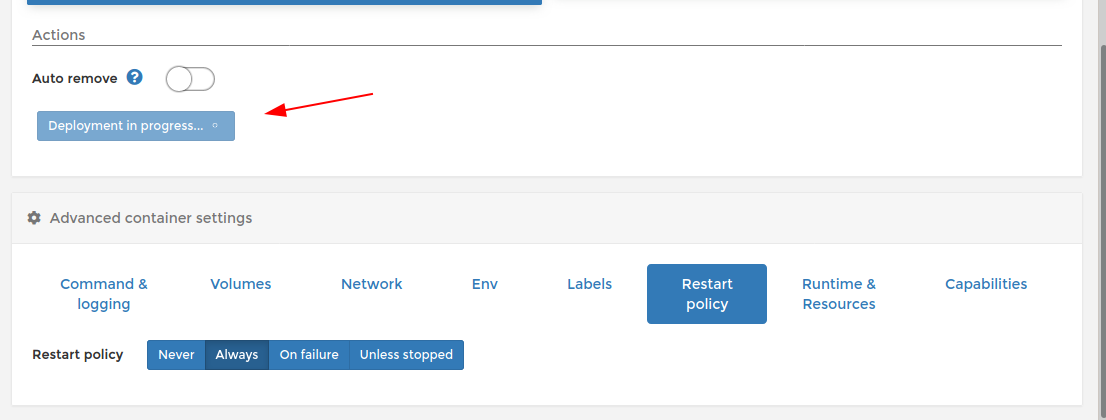 Actions
Auto remove ?
Deployment in progress...
Advanced container settings
Command & logging
Volumes
Network
Env
Labels
Restart policy
Runtime & Resources
Capabilities
Restart policy
Never
Always
On failure
Unless stopped